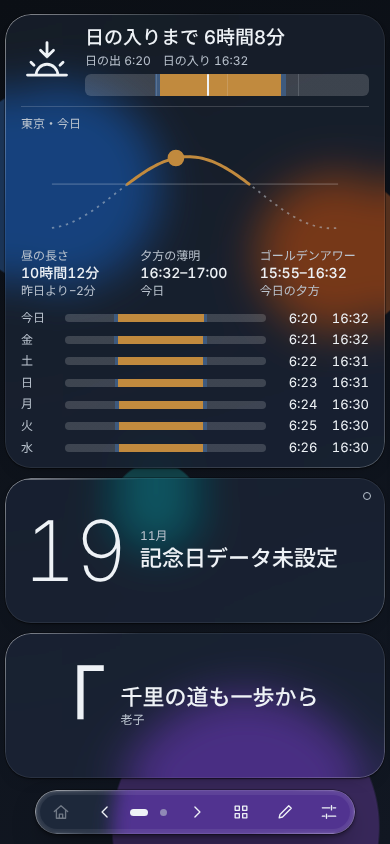 日の入りまで 6時間8分
日の出 6:20 日の入り 16:32
東京・今日
昼の長さ
10時間12分
昨日より−2分
夕方の薄明
16:32–17:00
今日
ゴールデンアワー
15:55–16:32
今日の夕方
今日 6:20 16:32
金 6:21 16:32
土 6:22 16:31
日 6:23 16:31
月 6:24 16:30
火 6:25 16:30
水 6:26 16:30
19
11月
記念日データ未設定
「
千里の道も一歩から
老子